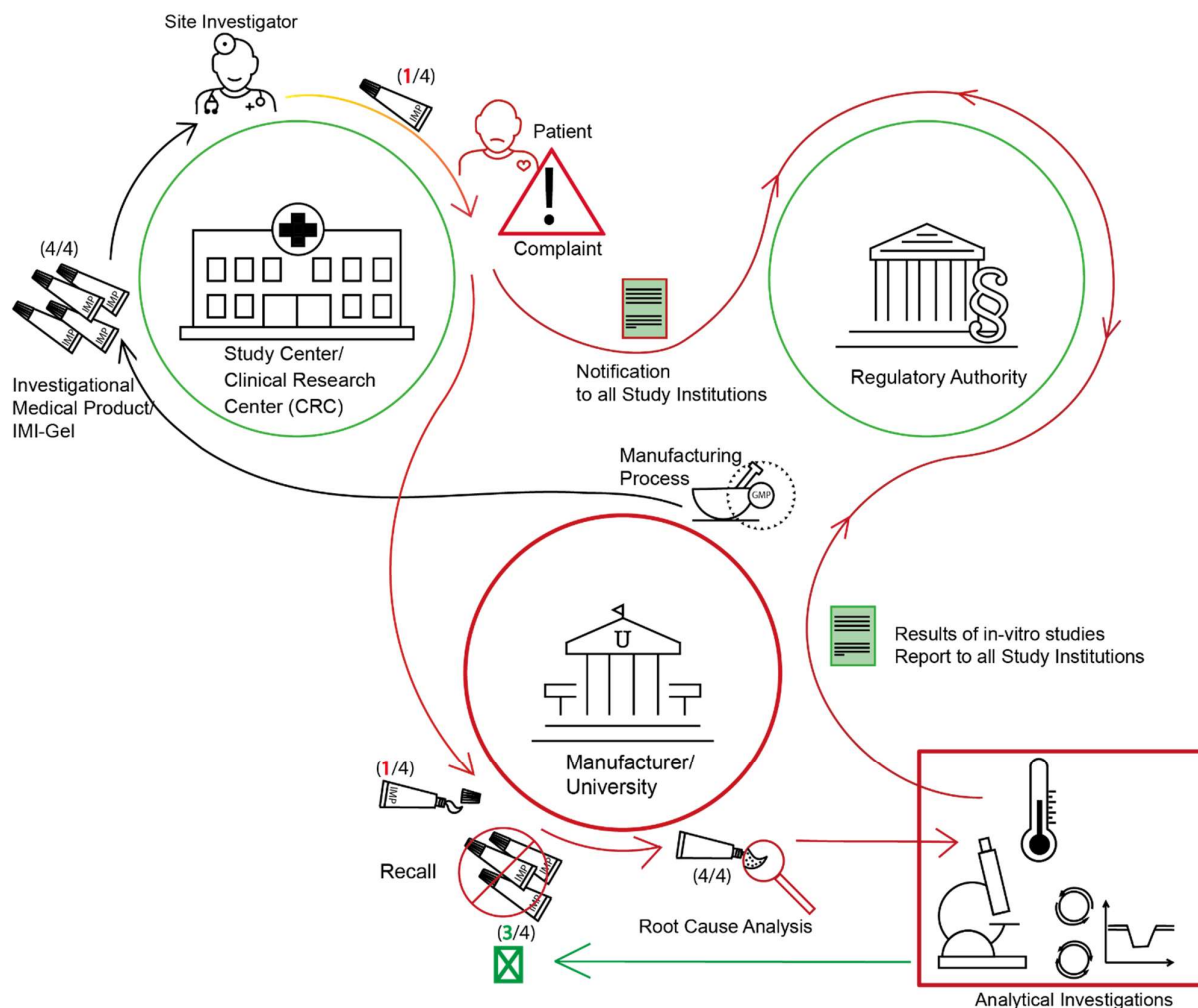 Site Investigator
(1/4)
IMP
Patient
Complaint
(4/4)
IMP
IMP
IMP
IMP
Investigational
Medical Product/
IMI-Gel
Study Center/
Clinical Research
Center (CRC)
Notification
to all Study Institutions
§
Regulatory Authority
Manufacturing
Process
GMP
U
Manufacturer/
University
Results of in-vitro studies
Report to all Study Institutions
(1/4)
IMP
Recall
IMP
IMP
IMP
(3/4)
(4/4)
Root Cause Analysis
Analytical Investigations